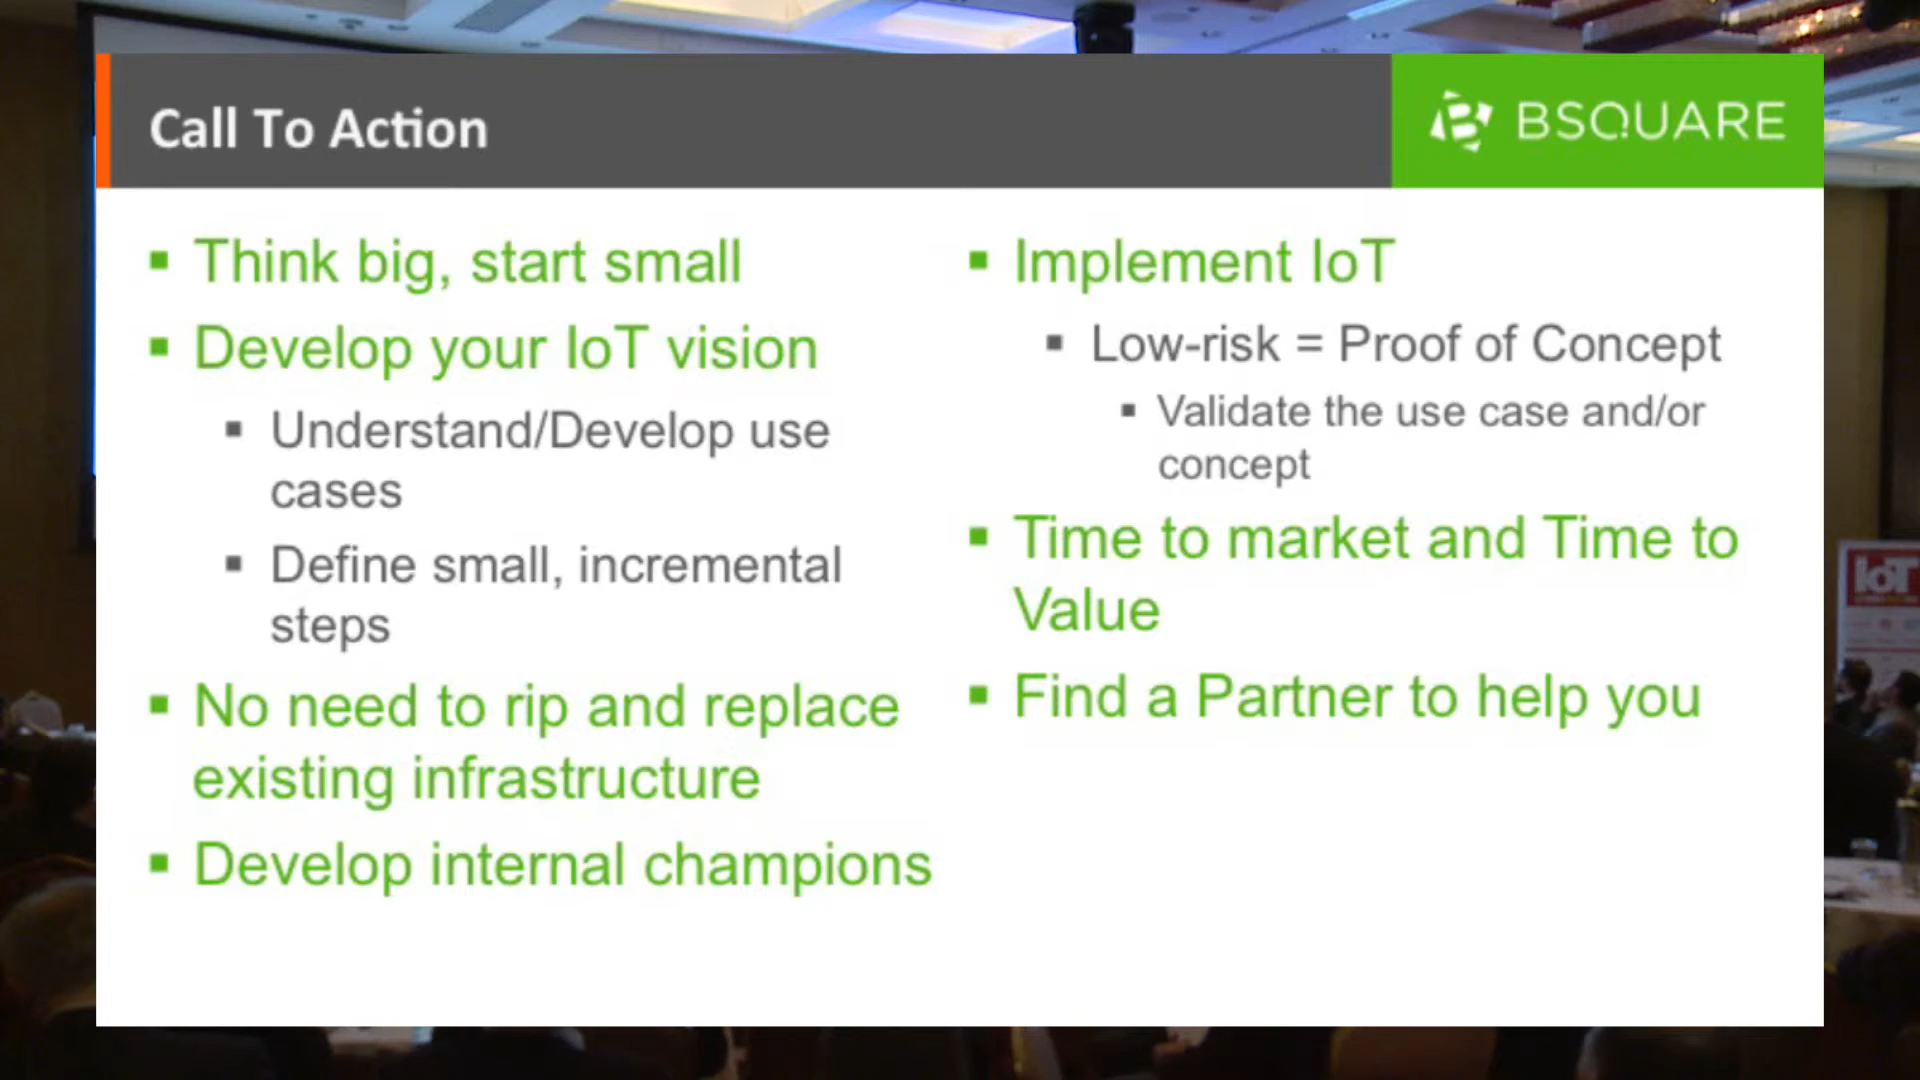 Call To Action
BSQUARE
Think big, start small
Develop your IoT vision
Understand/Develop use
cases
Define small, incremental
steps
No need to rip and replace
existing infrastructure
Develop internal champions
Implement IoT
Low-risk = Proof of Concept
Validate the use case and/or
concept
Time to market and Time to
Value
Find a Partner to help you
IoT